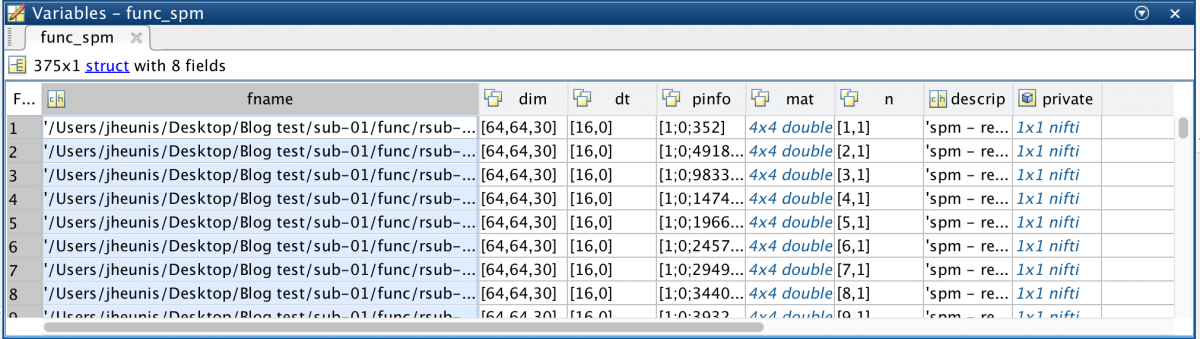 Variables – func_spm
func_spm
375x1 struct with 8 fields
F... fname dim dt pinfo mat n descrip private
1 '/Users/jheunis/Desktop/Blog test/sub-01/func/rsub-... [64,64,30] [16,0] [1;0;352] 4x4 double [1,1] 'spm – re... 1x1 nifti
2 '/Users/jheunis/Desktop/Blog test/sub-01/func/rsub-... [64,64,30] [16,0] [1;0;4918... 4x4 double [2,1] 'spm – re... 1x1 nifti
3 '/Users/jheunis/Desktop/Blog test/sub-01/func/rsub-... [64,64,30] [16,0] [1;0;9833... 4x4 double [3,1] 'spm – re... 1x1 nifti
4 '/Users/jheunis/Desktop/Blog test/sub-01/func/rsub-... [64,64,30] [16,0] [1;0;1474... 4x4 double [4,1] 'spm – re... 1x1 nifti
5 '/Users/jheunis/Desktop/Blog test/sub-01/func/rsub-... [64,64,30] [16,0] [1;0;1966... 4x4 double [5,1] 'spm – re... 1x1 nifti
6 '/Users/jheunis/Desktop/Blog test/sub-01/func/rsub-... [64,64,30] [16,0] [1;0;2457... 4x4 double [6,1] 'spm – re... 1x1 nifti
7 '/Users/jheunis/Desktop/Blog test/sub-01/func/rsub-... [64,64,30] [16,0] [1;0;2949... 4x4 double [7,1] 'spm – re... 1x1 nifti
8 '/Users/jheunis/Desktop/Blog test/sub-01/func/rsub-... [64,64,30] [16,0] [1;0;3440... 4x4 double [8,1] 'spm – re... 1x1 nifti
9 '/Users/jheunis/Desktop/Blog test/sub-01/func/rsub-... [64,64,30] [16,0] [1;0;3932... 4x4 double [9,1] 'spm – re... 1x1 nifti